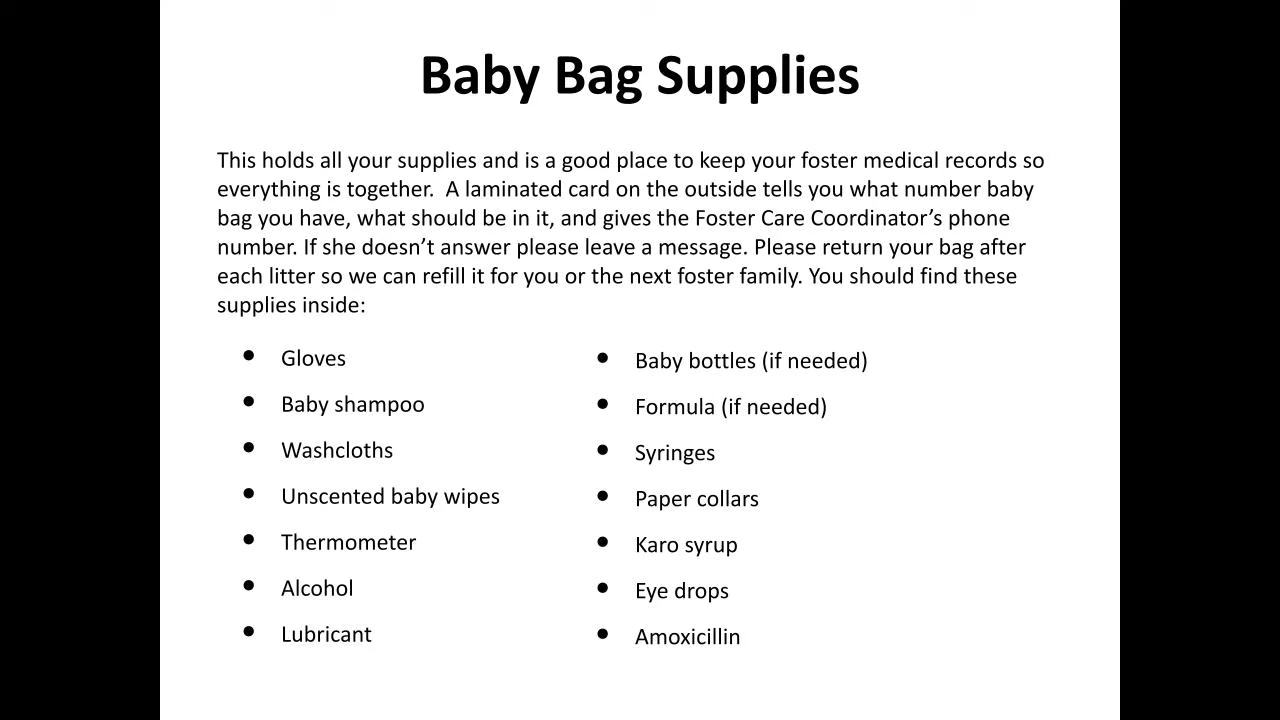 Baby Bag Supplies
This holds all your supplies and is a good place to keep your foster medical records so
everything is together.  A laminated card on the outside tells you what number baby
bag you have, what should be in it, and gives the Foster Care Coordinator’s phone
number. If she doesn’t answer please leave a message. Please return your bag after
each litter so we can refill it for you or the next foster family. You should find these
supplies inside:
• Gloves
• Baby shampoo
• Washcloths
• Unscented baby wipes
• Thermometer
• Alcohol
• Lubricant
• Baby bottles (if needed)
• Formula (if needed)
• Syringes
• Paper collars
• Karo syrup
• Eye drops
• Amoxicillin